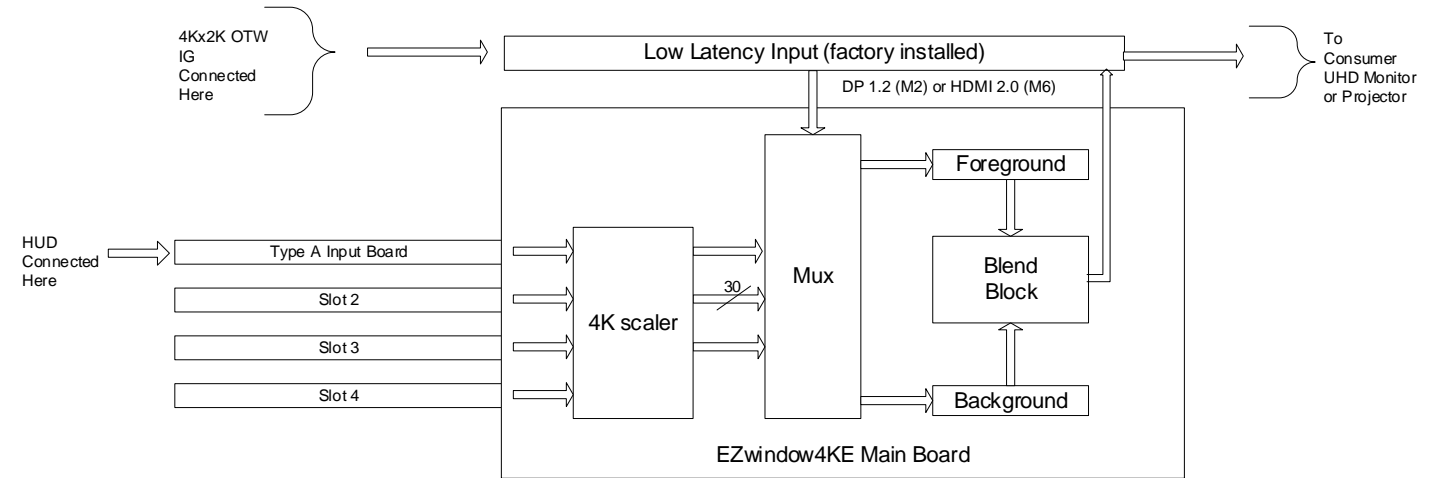 4Kx2K OTW
IG
Connected
Here
Low Latency Input (factory installed)
To
Consumer
UHD Monitor
or Projector
DP 1.2 (M2) or HDMI 2.0 (M6)
Foreground
HUD
Connected
Here
Type A Input Board
Slot 2
Slot 3
Slot 4
4K scaler
30
Mux
Blend
Block
Background
EZwindow4KE Main Board